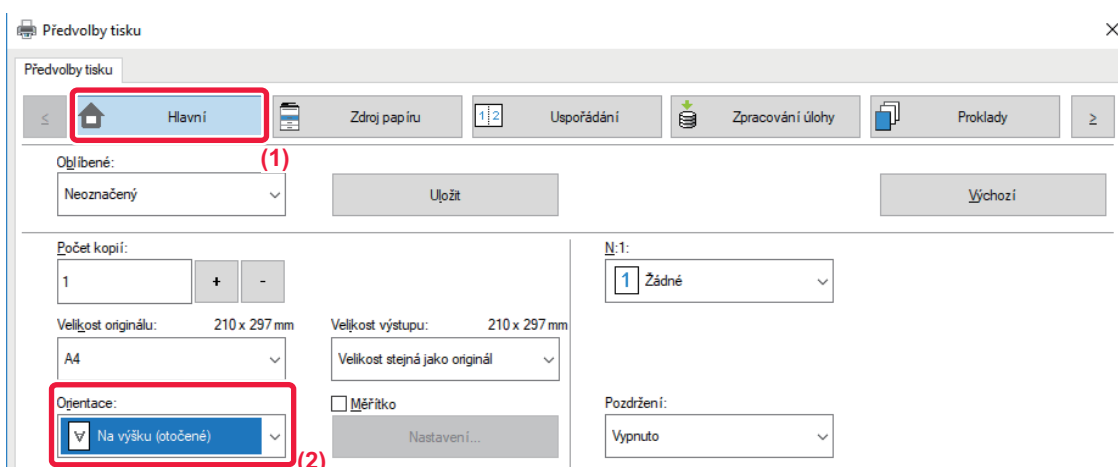 Předvolby tisku
Předvolby tisku
< Hlavní Zdroj papíru 1 2 Uspořádání Zpracování úlohy Proklady >
(1)
Oblíbené:
Neoznačený Uložit Výchozí
Počet kopií: N:1:
1 + - 1 Žádné
Velikost originálu: 210 x 297 mm Velikost výstupu: 210 x 297 mm
A4 Velikost stejná jako originál
Orientace: Měřítko Pozdržení:
A Na výšku (otočené) Nastavení... Vypnuto
(2)